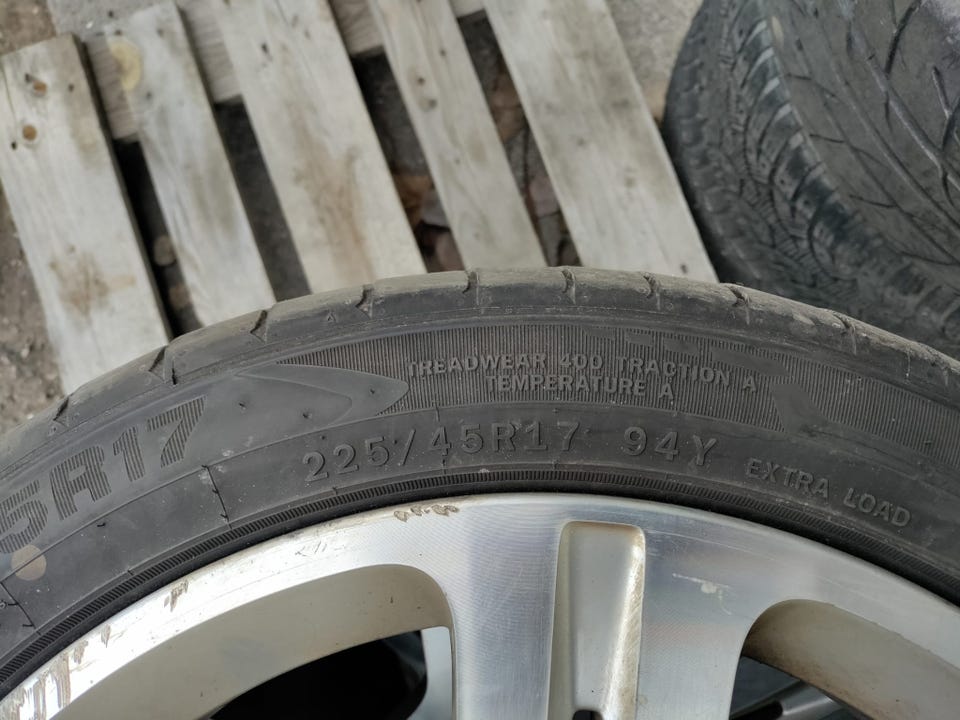 TREADWEAR 400 TRACTION A
TEMPERATURE A
5R17
225/45R17 94Y EXTRA LOAD